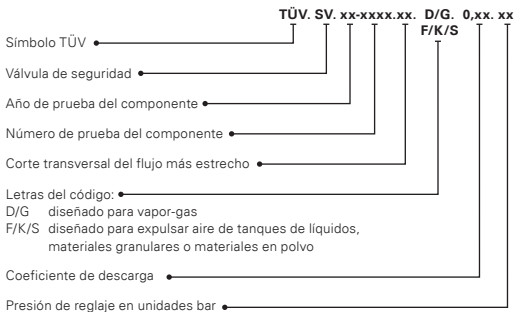 TÜV. SV. xx-xxxx.xx. D/G. 0,xx. xx
F/K/S
Símbolo TÜV
Válvula de seguridad
Año de prueba del componente
Número de prueba del componente
Corte transversal del flujo más estrecho
Letras del código:
D/G diseñado para vapor-gas
F/K/S diseñado para expulsar aire de tanques de líquidos,
materiales granulares o materiales en polvo
Coeficiente de descarga
Presión de reglaje en unidades bar